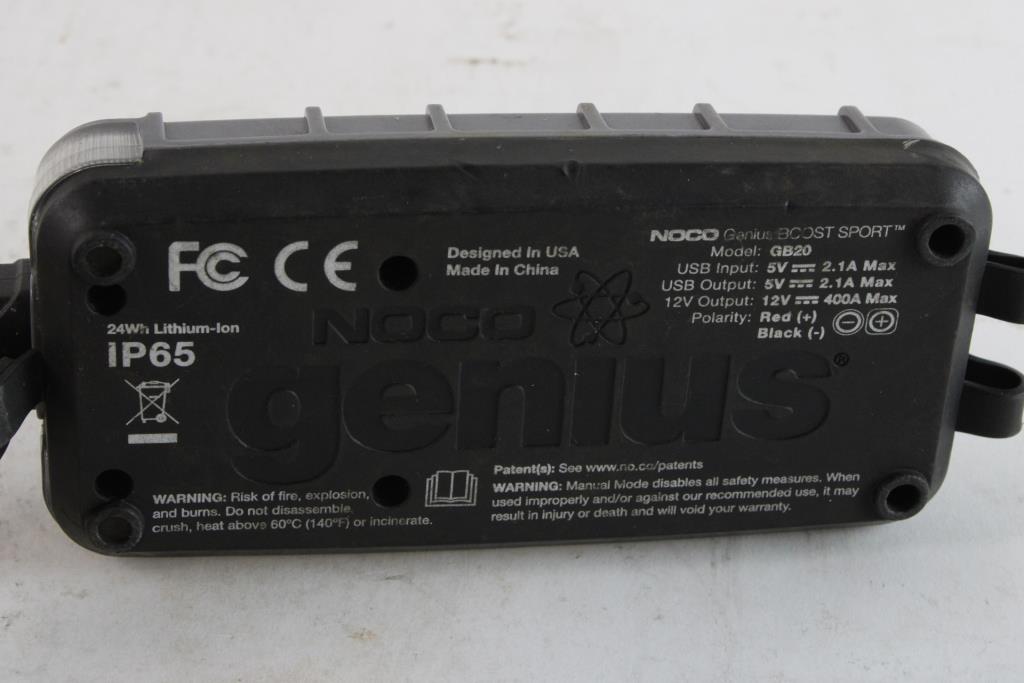 FC CE
Designed In USA
Made In China
NOCO Genius BOOST SPORT™
Model: GB20
USB Input: 5V ⎓ 2.1A Max
USB Output: 5V ⎓ 2.1A Max
12V Output: 12V ⎓ 400A Max
Polarity: Red (+)
Black (-)
24Wh Lithium-Ion
IP65
NOCO
genius®
WARNING: Risk of fire, explosion,
and burns. Do not disassemble,
crush, heat above 60ºC (140ºF) or incinerate.
Patent(s): See www.no.co/patents
WARNING: Manual Mode disables all safety measures. When
used improperly and/or against our recommended use, it may
result in injury or death and will void your warranty.